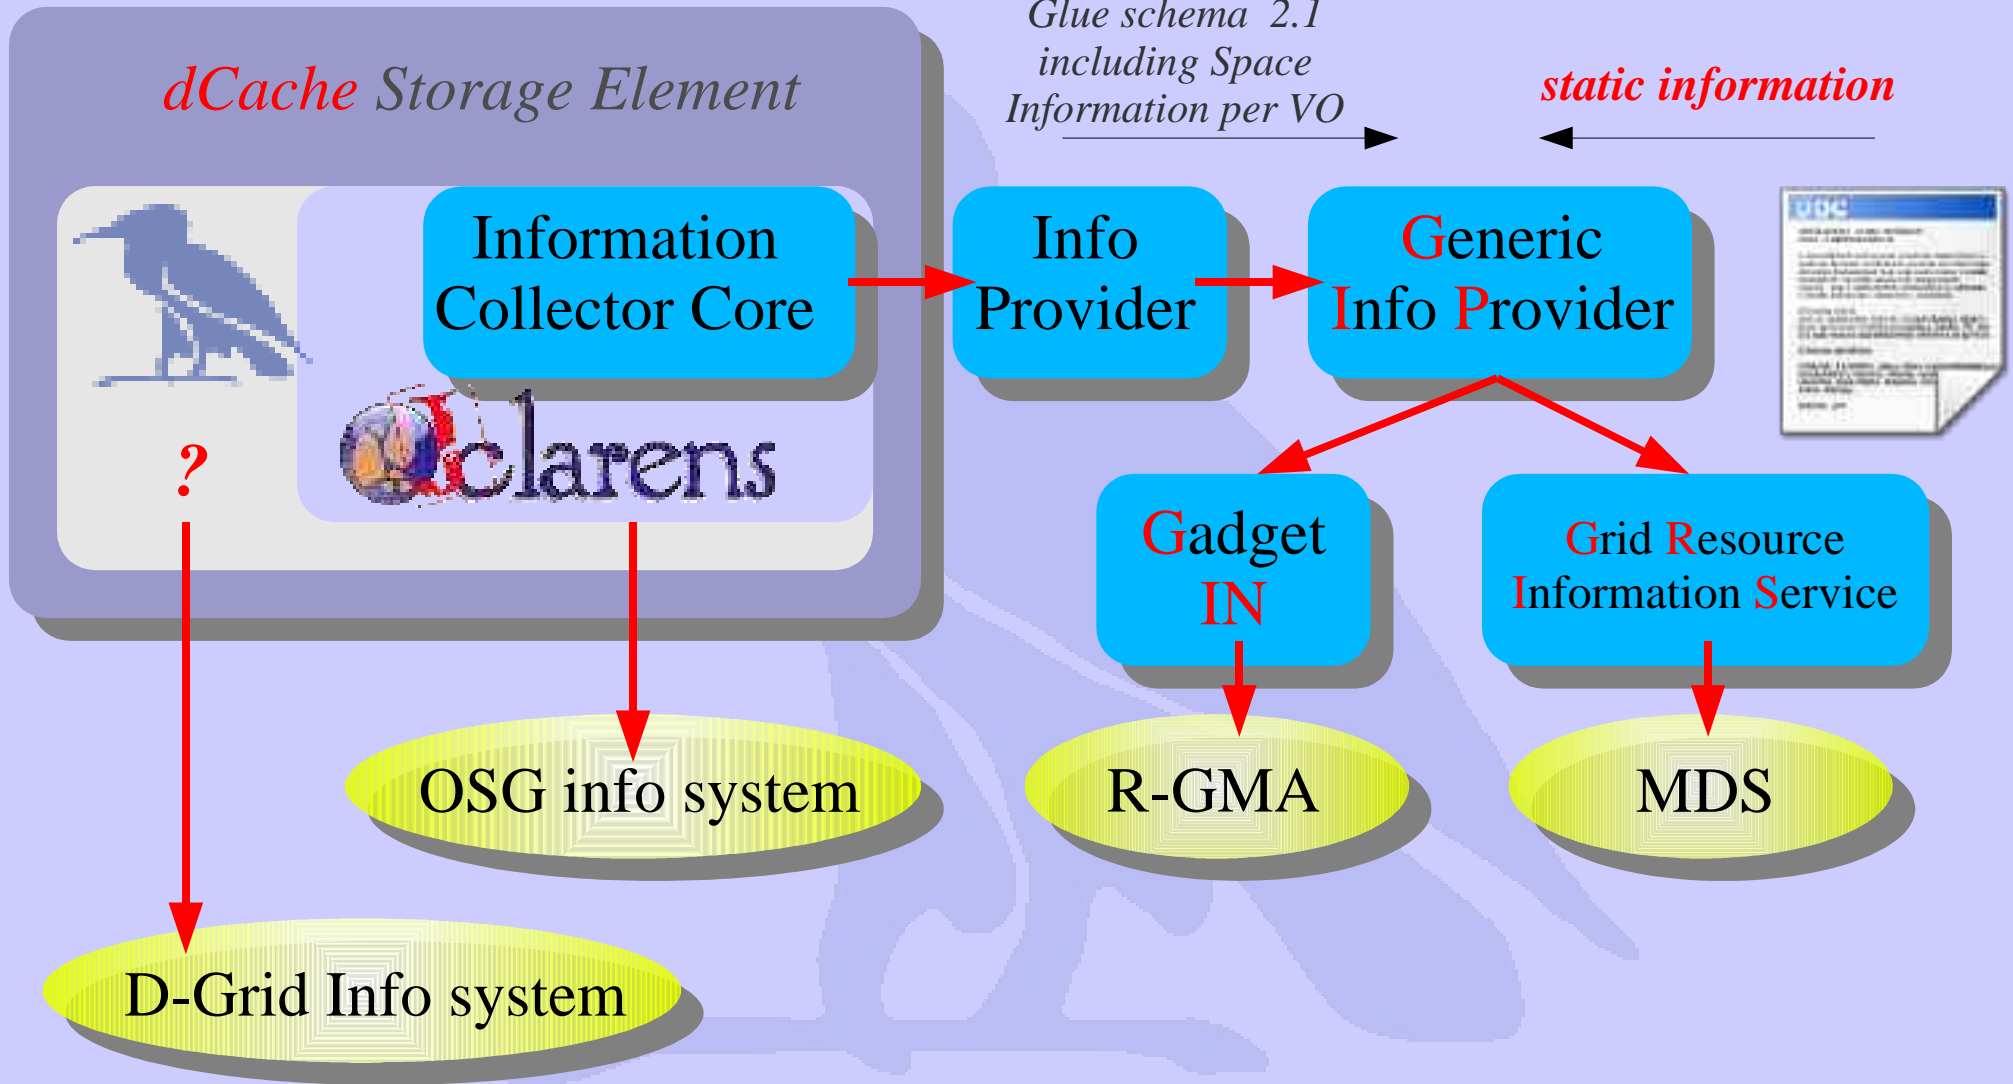 Glue schema 2.1
including Space
Information per VO
dCache Storage Element
static information
Information
Collector Core
Info
Provider
Generic
Info Provider
clarens
?
Gadget
IN
Grid Resource
Information Service
OSG info system
R-GMA
MDS
D-Grid Info system